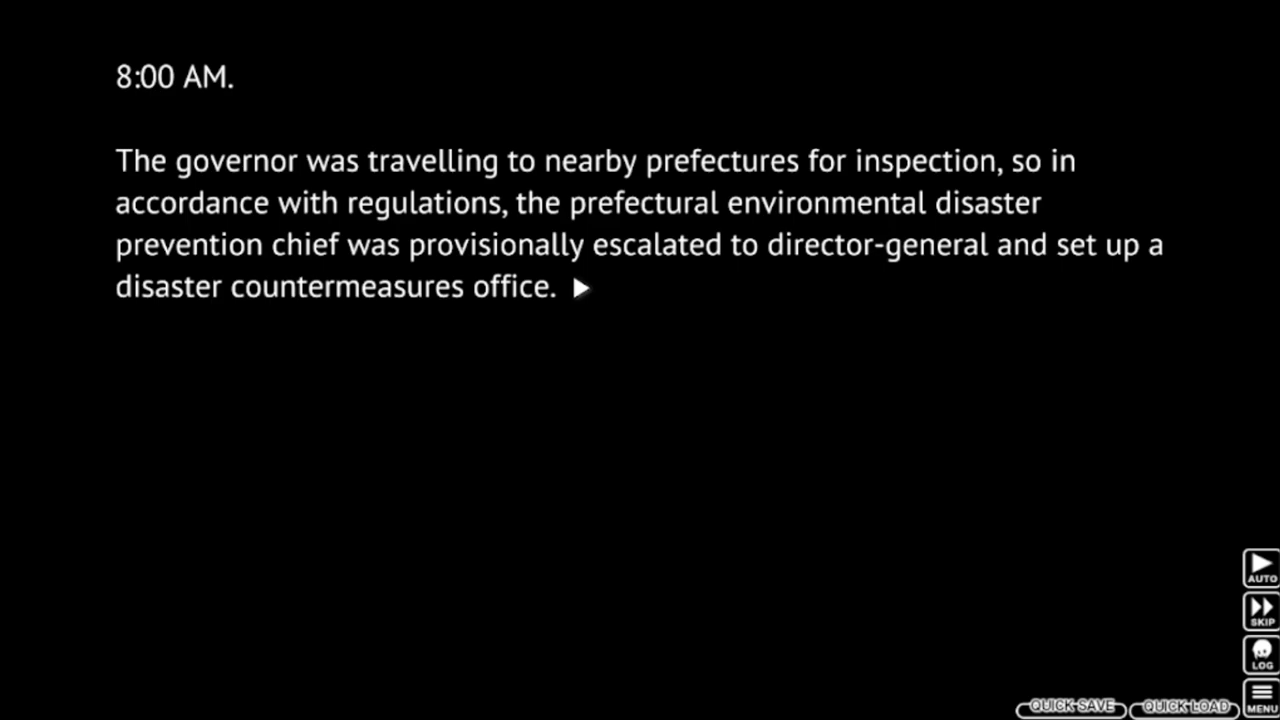 8:00 AM.
The governor was travelling to nearby prefectures for inspection, so in
accordance with regulations, the prefectural environmental disaster
prevention chief was provisionally escalated to director-general and set up a
disaster countermeasures office.
AUTO
SKIP
LOG
MENU
QUICK SAVE QUICK LOAD